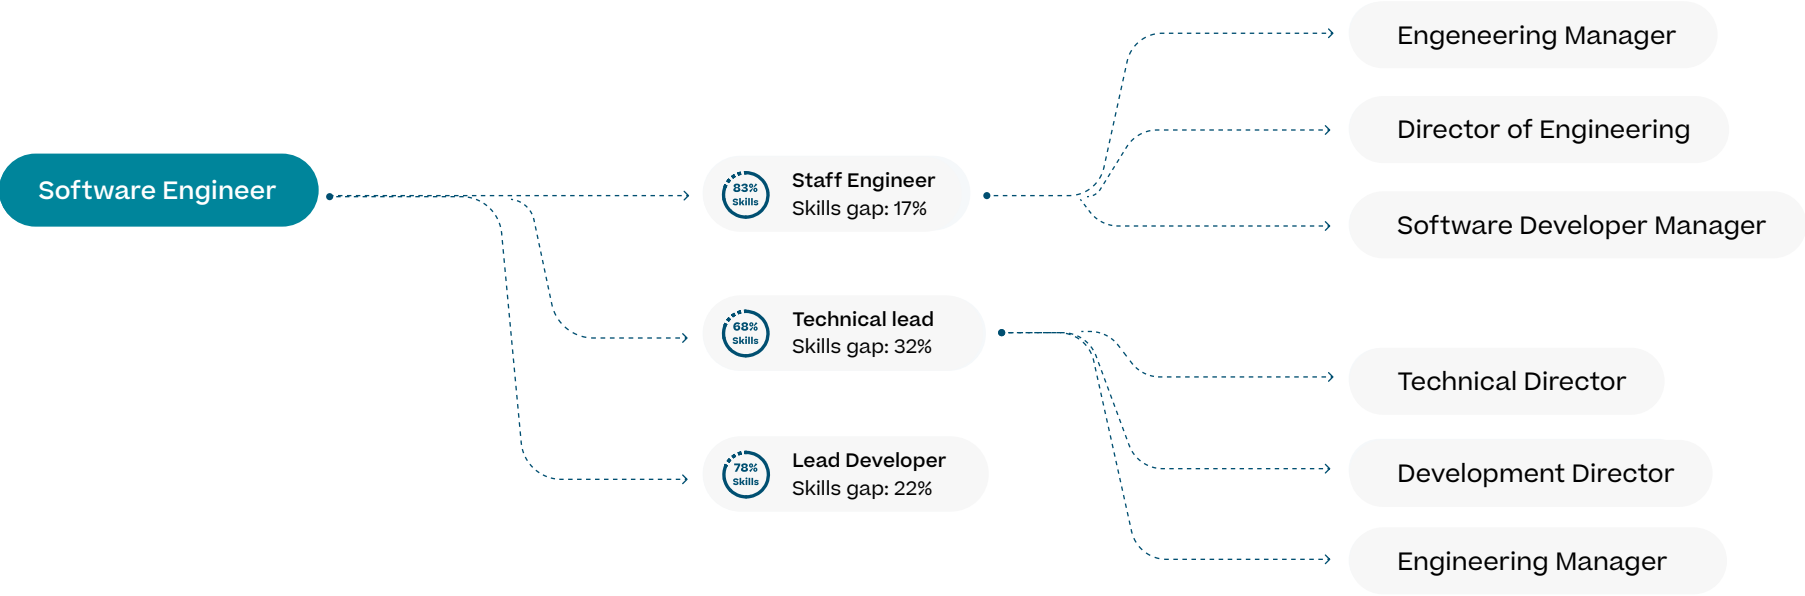 Software Engineer
83%
Skills
Staff Engineer
Skills gap: 17%
68%
Skills
Technical lead
Skills gap: 32%
78%
Skills
Lead Developer
Skills gap: 22%
Engeneering Manager
Director of Engineering
Software Developer Manager
Technical Director
Development Director
Engineering Manager